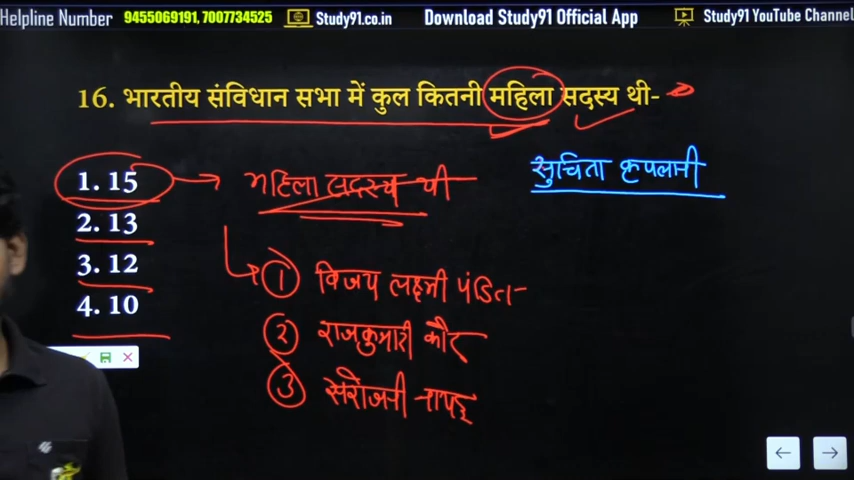 Helpline Number 9455069191, 7007734525 Study91.co.in Download Study91 Official App Study91 YouTube Channel
16. भारतीय संविधान सभा में कुल कितनी महिला सदस्य थी-
1. 15
2. 13
3. 12
4. 10
महिला सदस्य थी
सुचिता कृपलानी
1 विजय लक्ष्मी पंडित
2 राजकुमारी कौर
3 सरोजनी नायडू